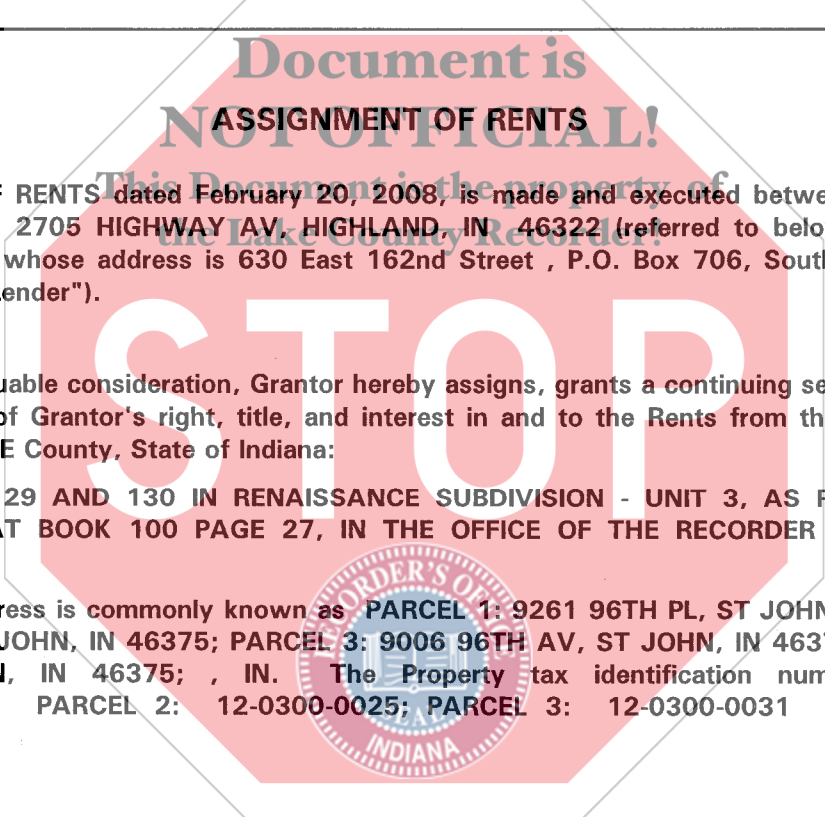 Document is
NOT OFFICIAL!
ASSIGNMENT OF RENTS
This Document is the property of
the Lake County Recorder!
RENTS dated February 20, 2008, is made and executed betwe
2705 HIGHWAY AV, HIGHLAND, IN 46322 (referred to belo
whose address is 630 East 162nd Street , P.O. Box 706, South
ender").
STOP
uable consideration, Grantor hereby assigns, grants a continuing se
of Grantor's right, title, and interest in and to the Rents from th
E County, State of Indiana:
29 AND 130 IN RENAISSANCE SUBDIVISION - UNIT 3, AS
AT BOOK 100 PAGE 27, IN THE OFFICE OF THE RECORDER
ress is commonly known as PARCEL 1: 9261 96TH PL, ST JOHN
JOHN, IN 46375; PARCEL 3: 9006 96TH AV, ST JOHN, IN 4637
, IN 46375; , IN. The Property tax identification num
PARCEL 2: 12-0300-0025; PARCEL 3: 12-0300-0031
RECORDER'S OFFICE
SEAL
INDIANA